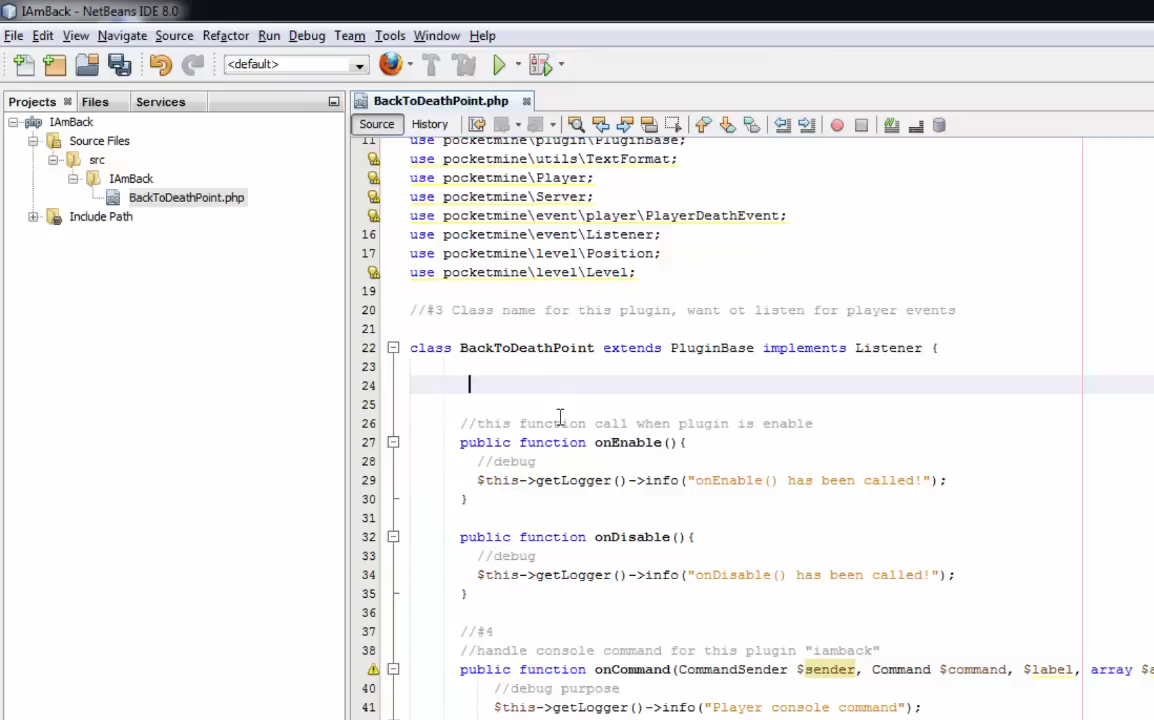 IAmBack - NetBeans IDE 8.0
File Edit View Navigate Source Refactor Run Debug Team Tools Window Help
<default>
Projects Files Services
BackToDeathPoint.php
IAmBack
Source Files
src
IAmBack
BackToDeathPoint.php
Include Path
Source History
11 use pocketmine\plugin\PluginBase;
use pocketmine\utils\TextFormat;
use pocketmine\Player;
use pocketmine\Server;
use pocketmine\event\player\PlayerDeathEvent;
16 use pocketmine\event\Listener;
17 use pocketmine\level\Position;
use pocketmine\level\Level;
19
20 //#3 Class name for this plugin, want ot listen for player events
21
22 class BackToDeathPoint extends PluginBase implements Listener {
23
24
25
26 //this function call when plugin is enable
27 public function onEnable(){
28 //debug
29 $this->getLogger()->info("onEnable() has been called!");
30 }
31
32 public function onDisable(){
33 //debug
34 $this->getLogger()->info("onDisable() has been called!");
35 }
36
37 //#4
38 //handle console command for this plugin "iamback"
public function onCommand(CommandSender $sender, Command $command, $label, array $a
40 //debug purpose
41 $this->getLogger()->info("Player console command");